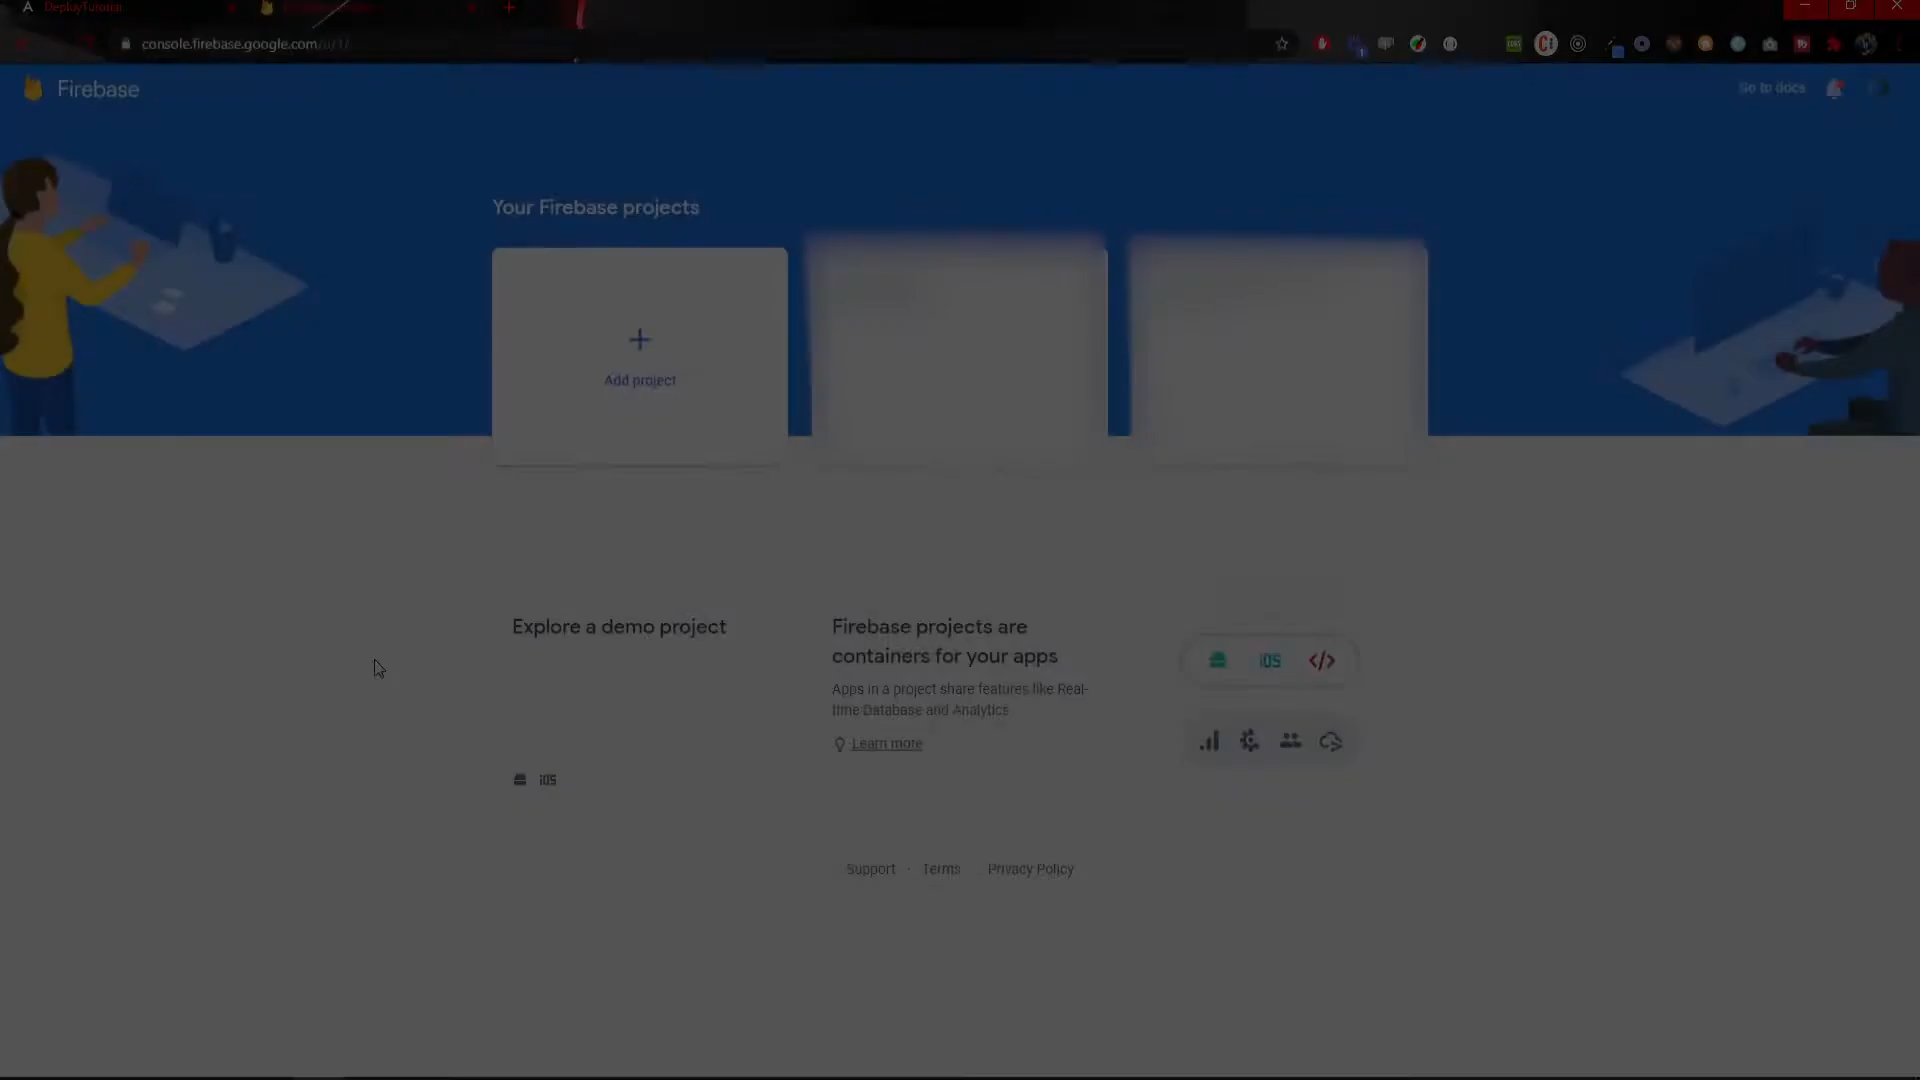 DeployTutorial
console.firebase.google.com/u/1/
Firebase
Go to docs
Your Firebase projects
Add project
Explore a demo project
iOS
Firebase projects are
containers for your apps
Apps in a project share features like Real-
time Database and Analytics
Learn more
iOS
Support · Terms · Privacy Policy